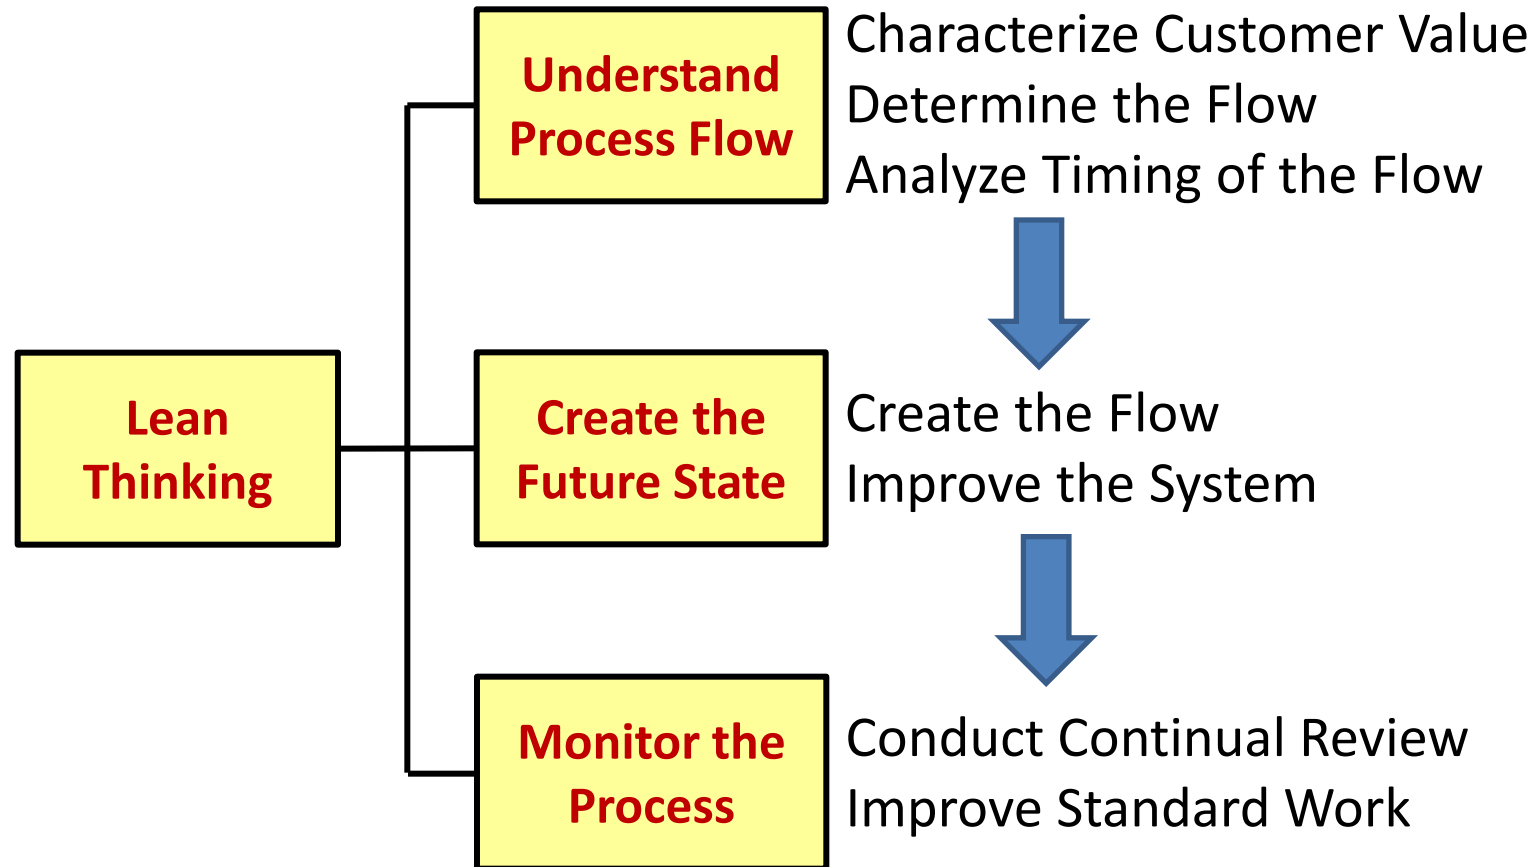 Understand
Process Flow
Characterize Customer Value
Determine the Flow
Analyze Timing of the Flow
Lean
Thinking
Create the
Future State
Create the Flow
Improve the System
Monitor the
Process
Conduct Continual Review
Improve Standard Work